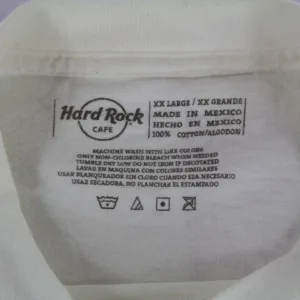 Hard Rock
CAFE
XX LARGE / XX GRANDE
MADE IN MEXICO
HECHO EN MEXICO
100% COTTON/ALGODON
MACHINE WASH WITH LIKE COLORS
ONLY NON-CHLORINE BLEACH WHEN NEEDED
TUMBLE DRY LOW DO NOT IRON IF DECORATED
LAVAR EN MAQUINA CON COLORES SIMILARES
USAR BLANQUEADOR SIN CLORO CUANDO SEA NECESARIO
USAR SECADORA, NO PLANCHAR EL ESTAMPADO